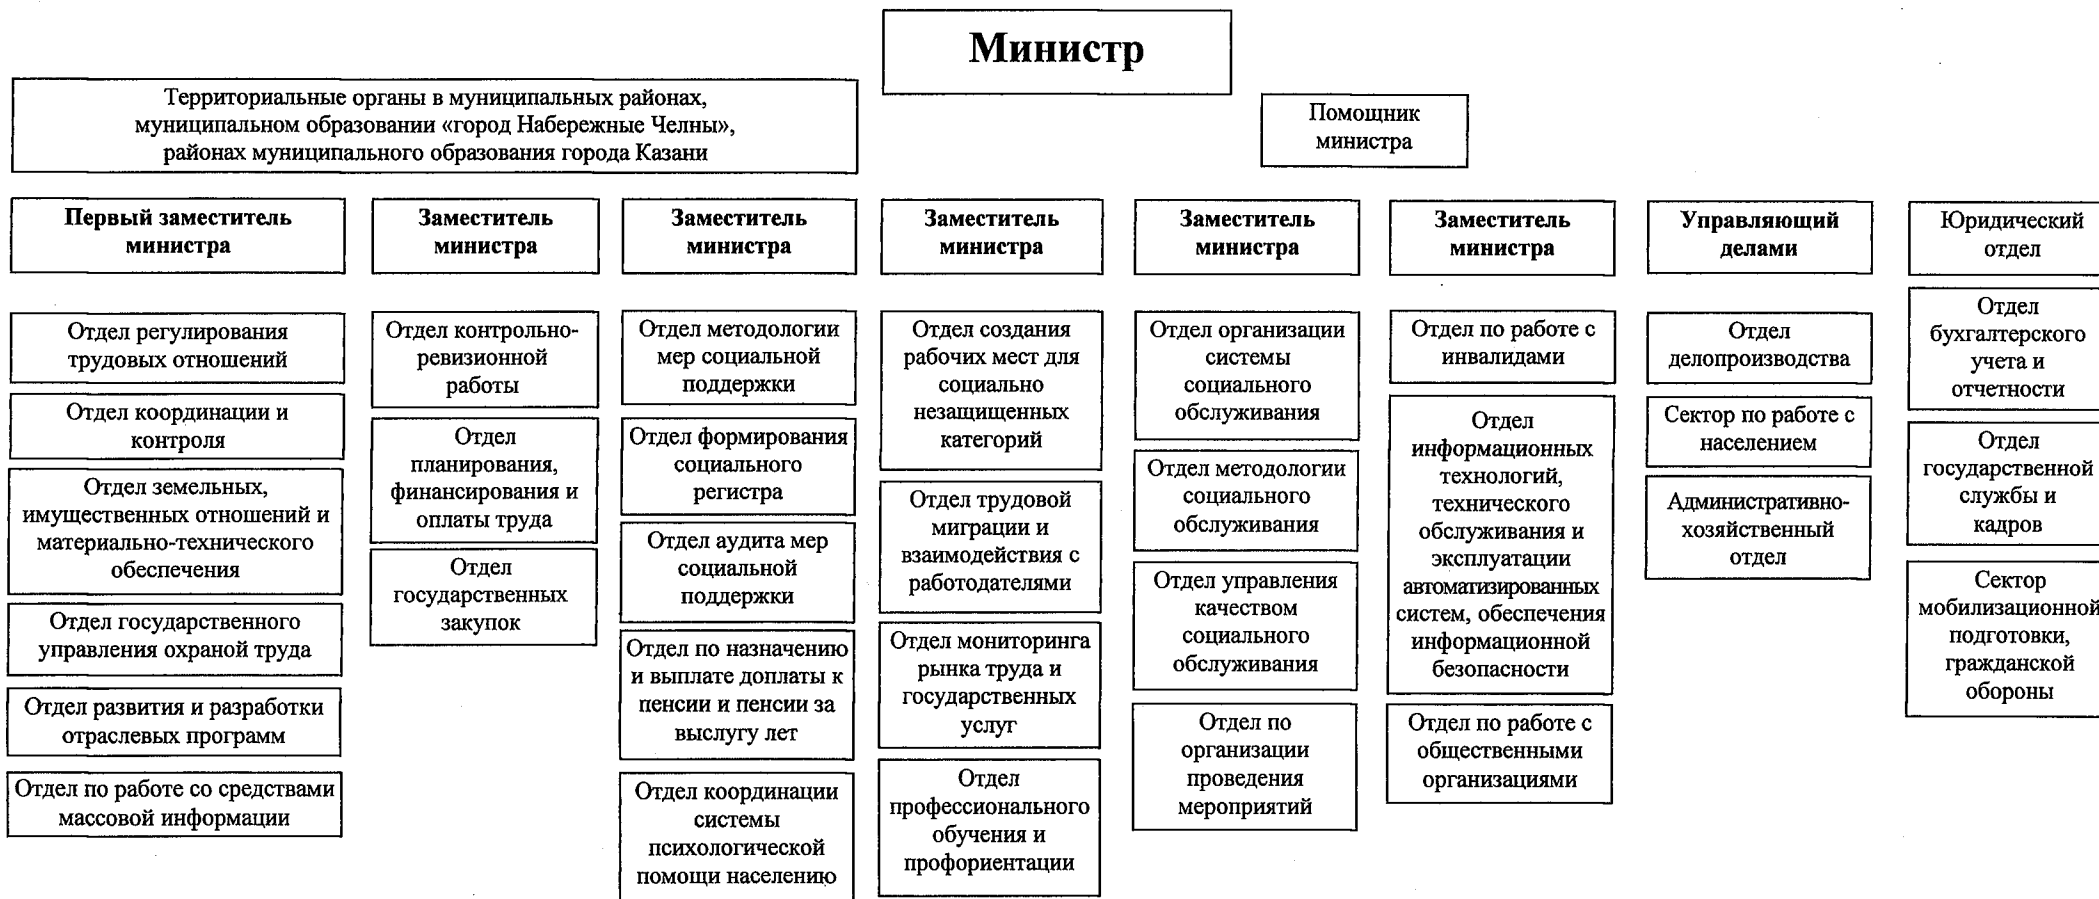 Министр
Территориальные органы в муниципальных районах,
муниципальном образовании «город Набережные Челны»,
районах муниципального образования города Казани
Помощник
министра
Первый заместитель
министра
Заместитель
министра
Заместитель
министра
Заместитель
министра
Заместитель
министра
Заместитель
министра
Управляющий
делами
Юридический
отдел
Отдел регулирования
трудовых отношений
Отдел координации и
контроля
Отдел земельных,
имущественных отношений и
материально-технического
обеспечения
Отдел государственного
управления охраной труда
Отдел развития и разработки
отраслевых программ
Отдел по работе со средствами
массовой информации
Отдел контрольно-
ревизионной
работы
Отдел
планирования,
финансирования и
оплаты труда
Отдел
государственных
закупок
Отдел методологии
мер социальной
поддержки
Отдел формирования
социального
регистра
Отдел аудита мер
социальной
поддержки
Отдел по назначению
и выплате доплаты к
пенсии и пенсии за
выслугу лет
Отдел координации
системы
психологической
помощи населению
Отдел создания
рабочих мест для
социально
незащищенных
категорий
Отдел трудовой
миграции и
взаимодействия с
работодателями
Отдел мониторинга
рынка труда и
государственных
услуг
Отдел
профессионального
обучения и
профориентации
Отдел организации
системы
социального
обслуживания
Отдел методологии
социального
обслуживания
Отдел управления
качеством
социального
обслуживания
Отдел по
организации
проведения
мероприятий
Отдел по работе с
инвалидами
Отдел
информационных
технологий,
технического
обслуживания и
эксплуатации
автоматизированных
систем, обеспечения
информационной
безопасности
Отдел по работе с
общественными
организациями
Отдел
делопроизводства
Сектор по работе с
населением
Административно-
хозяйственный
отдел
Отдел
бухгалтерского
учета и
отчетности
Отдел
государственной
службы и
кадров
Сектор
мобилизационной
подготовки,
гражданской
обороны